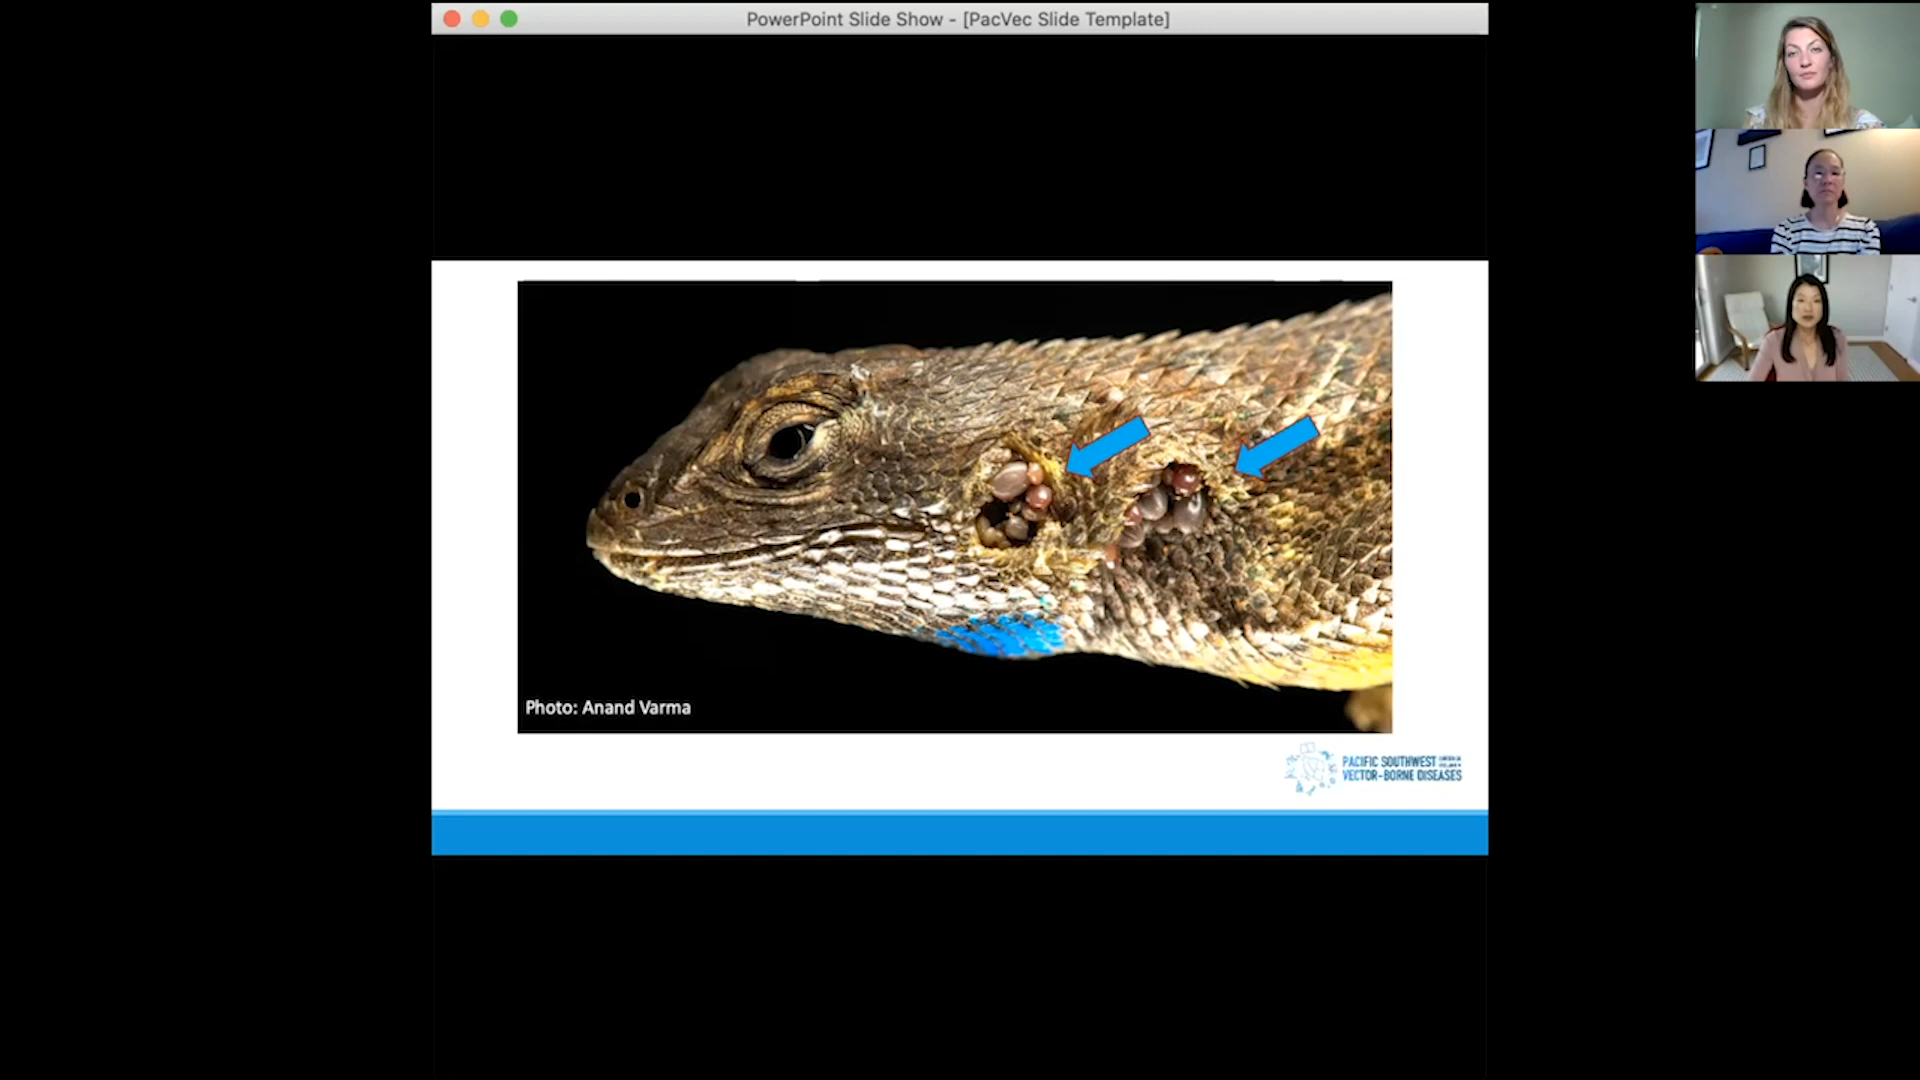 PowerPoint Slide Show - [PacVec Slide Template]
Photo: Anand Varma
PACIFIC SOUTHWEST
VECTOR-BORNE DISEASES